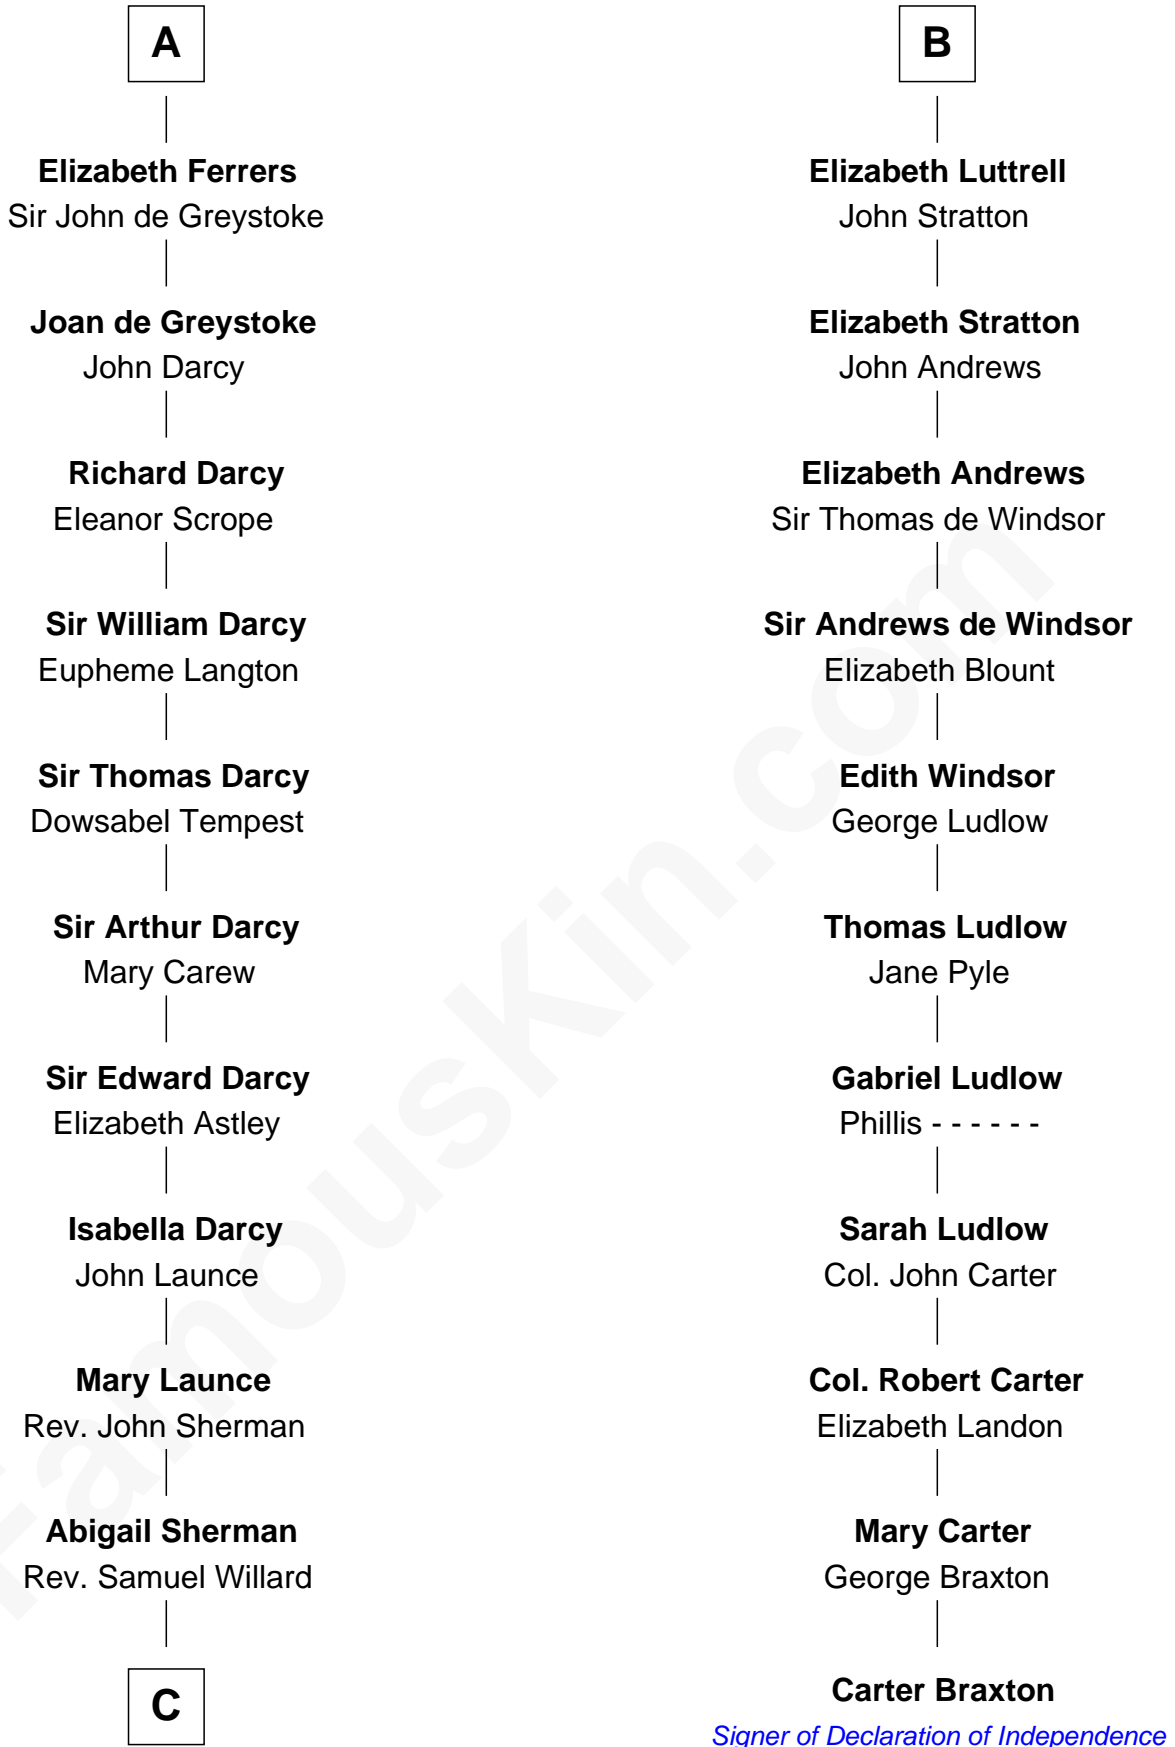 A
Elizabeth Ferrers
Sir John de Greystoke
Joan de Greystoke
John Darcy
Richard Darcy
Eleanor Scrope
Sir William Darcy
Eupheme Langton
Sir Thomas Darcy
Dowsabel Tempest
Sir Arthur Darcy
Mary Carew
Sir Edward Darcy
Elizabeth Astley
Isabella Darcy
John Launce
Mary Launce
Rev. John Sherman
Abigail Sherman
Rev. Samuel Willard
C
B
Elizabeth Luttrell
John Stratton
Elizabeth Stratton
John Andrews
Elizabeth Andrews
Sir Thomas de Windsor
Sir Andrews de Windsor
Elizabeth Blount
Edith Windsor
George Ludlow
Thomas Ludlow
Jane Pyle
Gabriel Ludlow
Phillis - - - - - -
Sarah Ludlow
Col. John Carter
Col. Robert Carter
Elizabeth Landon
Mary Carter
George Braxton
Carter Braxton
Signer of Declaration of Independence
FamousKin.com